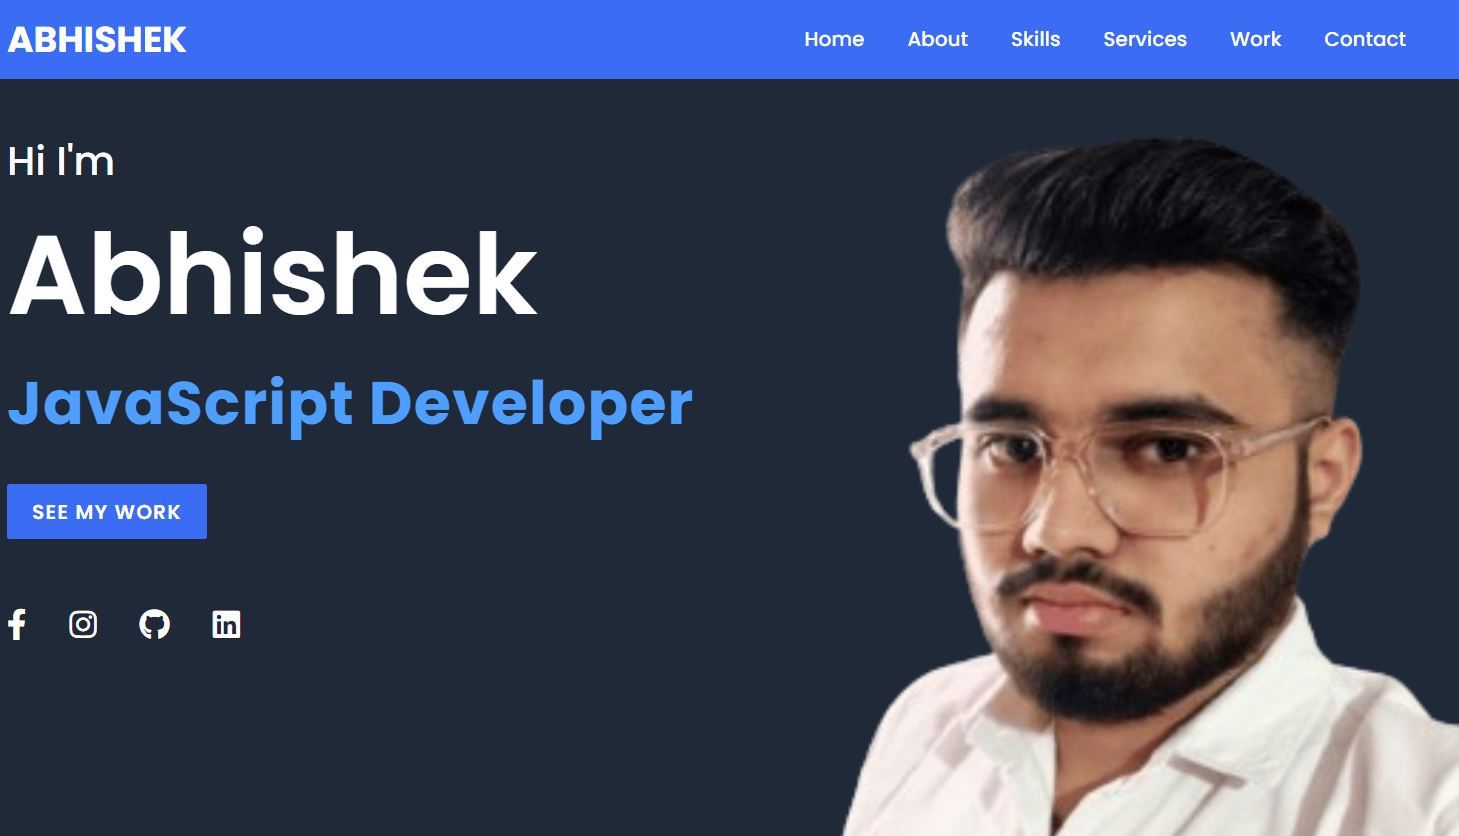 ABHISHEK
Home About Skills Services Work Contact
Hi I'm
Abhishek
JavaScript Developer
SEE MY WORK